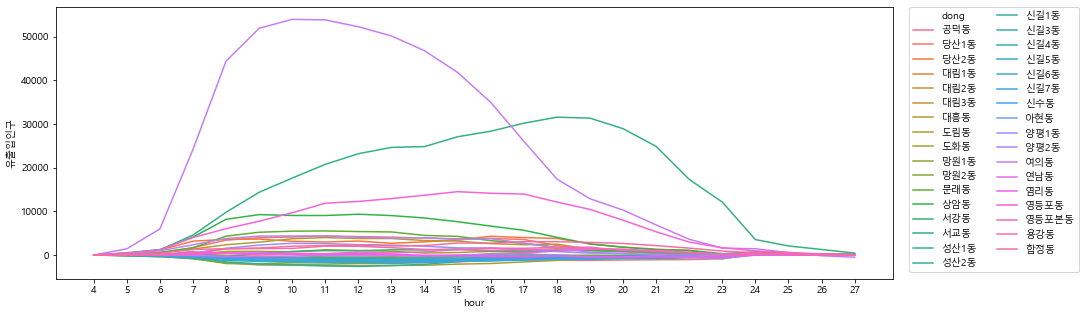 유출입인구
50000
40000
30000
20000
10000
0
4 5 6 7 8 9 10 11 12 13 14 15 16 17 18 19 20 21 22 23 24 25 26 27
hour
dong
공덕동
당산1동
당산2동
대림1동
대림2동
대림3동
대흥동
도림동
도화동
망원1동
망원2동
문래동
상암동
서강동
서교동
성산1동
성산2동
신길1동
신길3동
신길4동
신길5동
신길6동
신길7동
신수동
아현동
양평1동
양평2동
여의동
연남동
염리동
영등포동
영등포본동
용강동
합정동